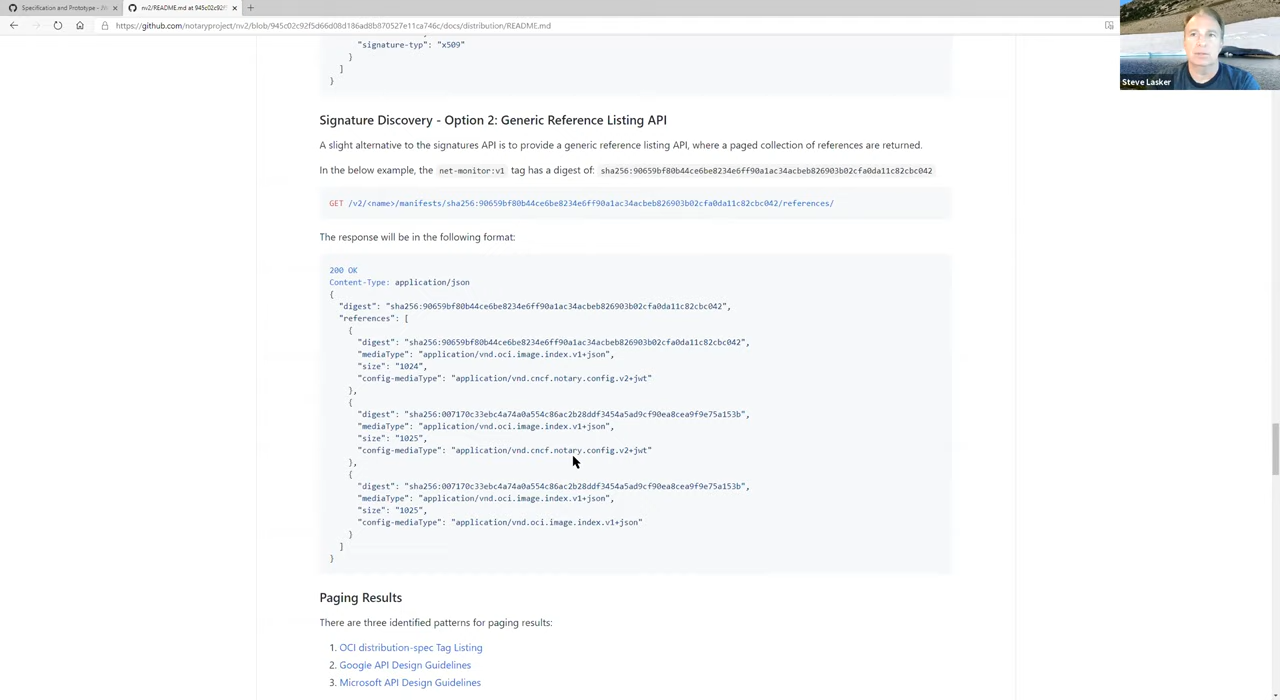 Specification and Prototype - /N
nv2/README.md at 945c02c92f
https://github.com/notaryproject/nv2/blob/945c02c92f5d66d08d186ad8b870527e11ca746c/docs/distribution/README.md
Steve Lasker
"signature-typ": "x509"
}
]
}
Signature Discovery - Option 2: Generic Reference Listing API
A slight alternative to the signatures API is to provide a generic reference listing API, where a paged collection of references are returned.
In the below example, the net-monitor:v1 tag has a digest of: sha256:90659bf80b44ce6be8234e6ff90a1ac34acbeb826903b02cfa0da11c82cbc042
GET /v2/<name>/manifests/sha256:90659bf80b44ce6be8234e6ff90a1ac34acbeb826903b02cfa0da11c82cbc042/references/
The response will be in the following format:
200 OK
Content-Type: application/json
{
"digest": "sha256:90659bf80b44ce6be8234e6ff90a1ac34acbeb826903b02cfa0da11c82cbc042",
"references": [
{
"digest": "sha256:90659bf80b44ce6be8234e6ff90a1ac34acbeb826903b02cfa0da11c82cbc042",
"mediaType": "application/vnd.oci.image.index.v1+json",
"size": "1024",
"config-mediaType": "application/vnd.cncf.notary.config.v2+jwt"
},
{
"digest": "sha256:007170c33ebc4a74a0a554c86ac2b28ddf3454a5ad9cf90ea8cea9f9e75a153b",
"mediaType": "application/vnd.oci.image.index.v1+json",
"size": "1025",
"config-mediaType": "application/vnd.cncf.notary.config.v2+jwt"
},
{
"digest": "sha256:007170c33ebc4a74a0a554c86ac2b28ddf3454a5ad9cf90ea8cea9f9e75a153b",
"mediaType": "application/vnd.oci.image.index.v1+json",
"size": "1025",
"config-mediaType": "application/vnd.oci.image.index.v1+json"
}
]
}
Paging Results
There are three identified patterns for paging results:
1. OCI distribution-spec Tag Listing
2. Google API Design Guidelines
3. Microsoft API Design Guidelines